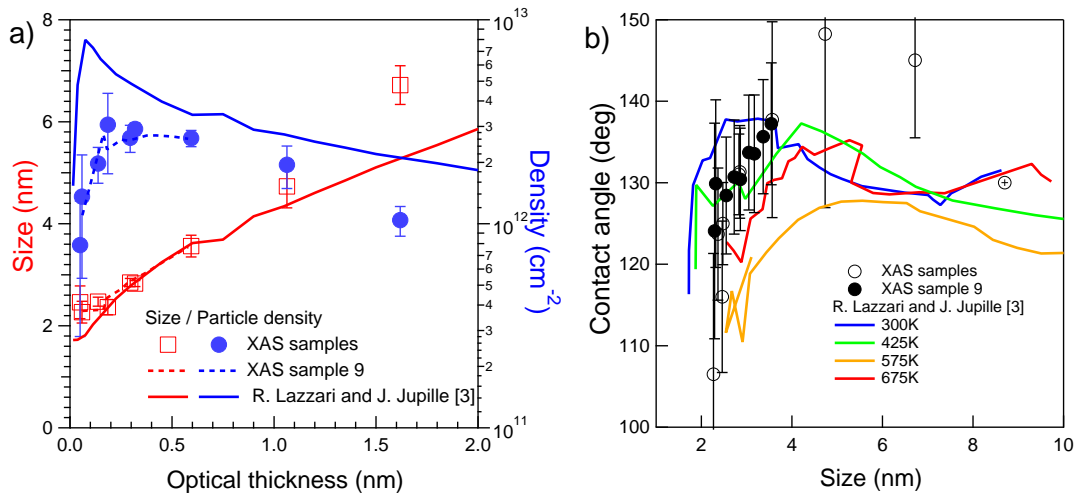 a)
8
6
4
2
0
Size (nm)
10^13
8
7
6
5
4
3
2
10^12
8
7
6
5
4
3
2
10^11
Density (cm^-2)
Size / Particle density
XAS samples
XAS sample 9
R. Lazzari and J. Jupille [3]
0.0 0.5 1.0 1.5 2.0
Optical thickness (nm)
b)
150
140
130
120
110
100
Contact angle (deg)
XAS samples
XAS sample 9
R. Lazzari and J. Jupille [3]
300K
425K
575K
675K
2 4 6 8 10
Size (nm)